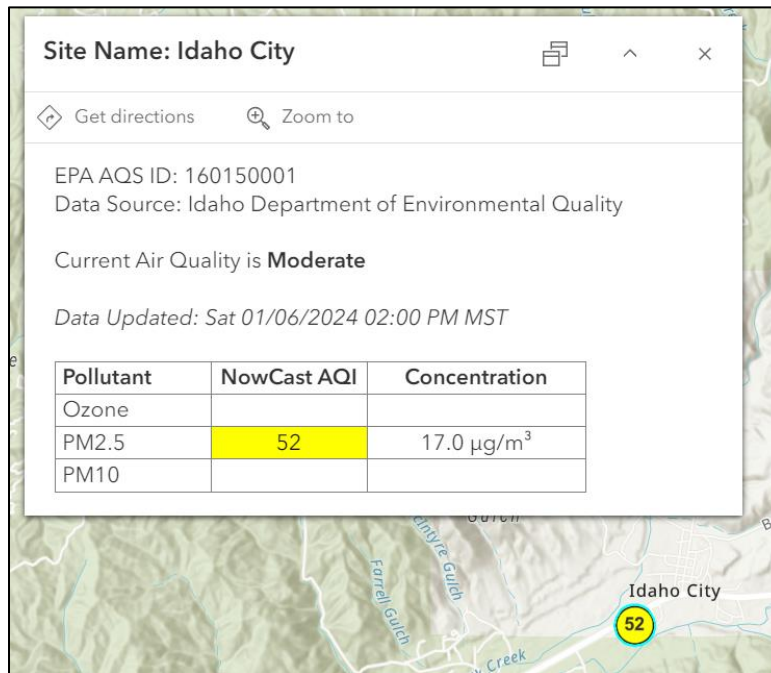 Site Name: Idaho City
Get directions Zoom to
EPA AQS ID: 160150001
Data Source: Idaho Department of Environmental Quality
Current Air Quality is Moderate
Data Updated: Sat 01/06/2024 02:00 PM MST
Pollutant NowCast AQI Concentration
Ozone
PM2.5 52 17.0 µg/m³
PM10
Gulch
Farrell Gulch
Idaho City
52
Creek